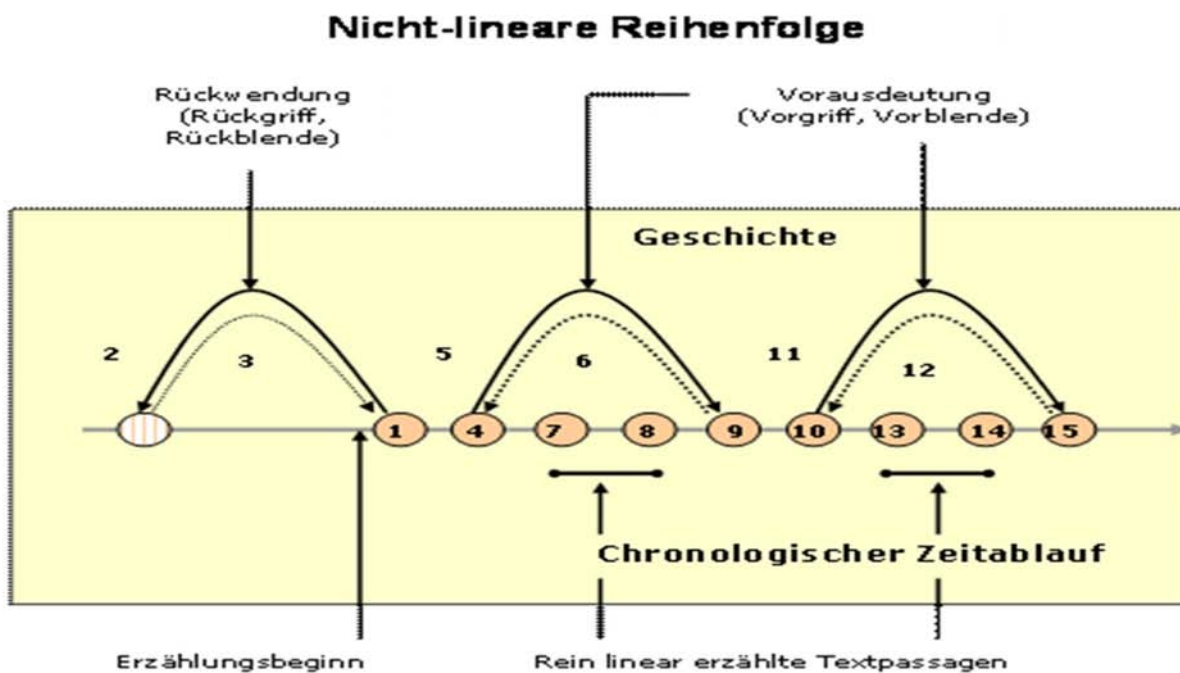 Nicht-lineare Reihenfolge
Rückwendung
(Rückgriff,
Rückblende)
Vorausdeutung
(Vorgriff, Vorblende)
Geschichte
2
3
5
6
11
12
1
4
7
8
9
10
13
14
15
Chronologischer Zeitablauf
Erzählungsbeginn
Rein linear erzählte Textpassagen